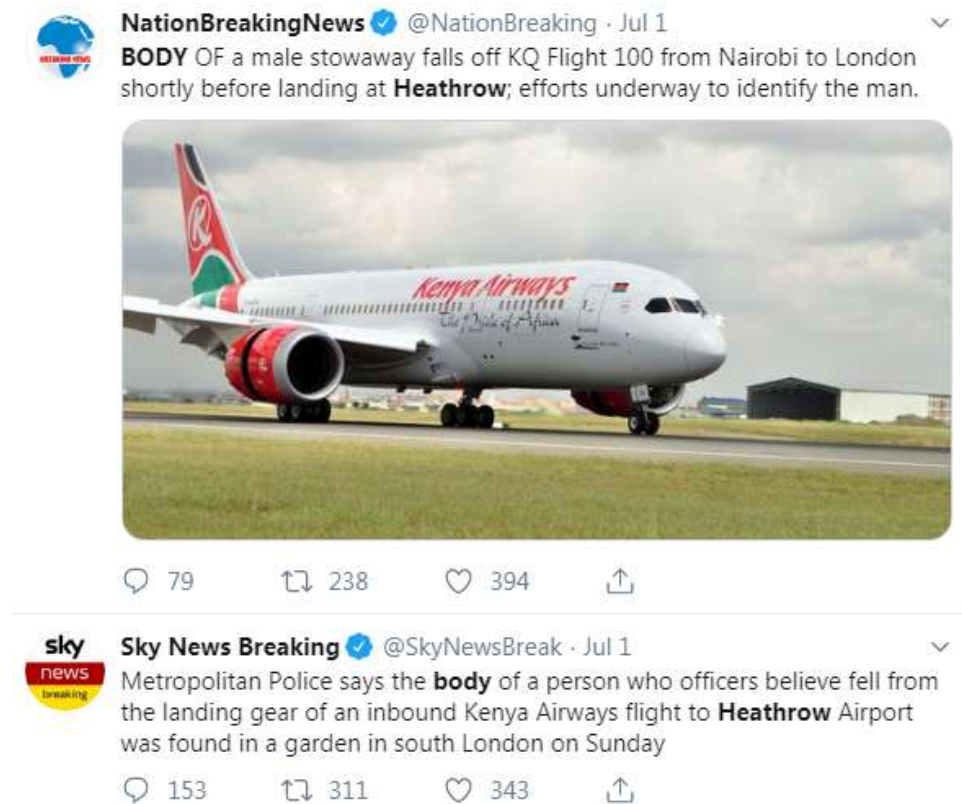 NationBreakingNews @NationBreaking · Jul 1
BREAKING NEWS
BODY OF a male stowaway falls off KQ Flight 100 from Nairobi to London
shortly before landing at Heathrow; efforts underway to identify the man.
Kenya Airways
The Pride of Africa
79 238 394
sky
news
breaking
Sky News Breaking @SkyNewsBreak · Jul 1
Metropolitan Police says the body of a person who officers believe fell from
the landing gear of an inbound Kenya Airways flight to Heathrow Airport
was found in a garden in south London on Sunday
153 311 343